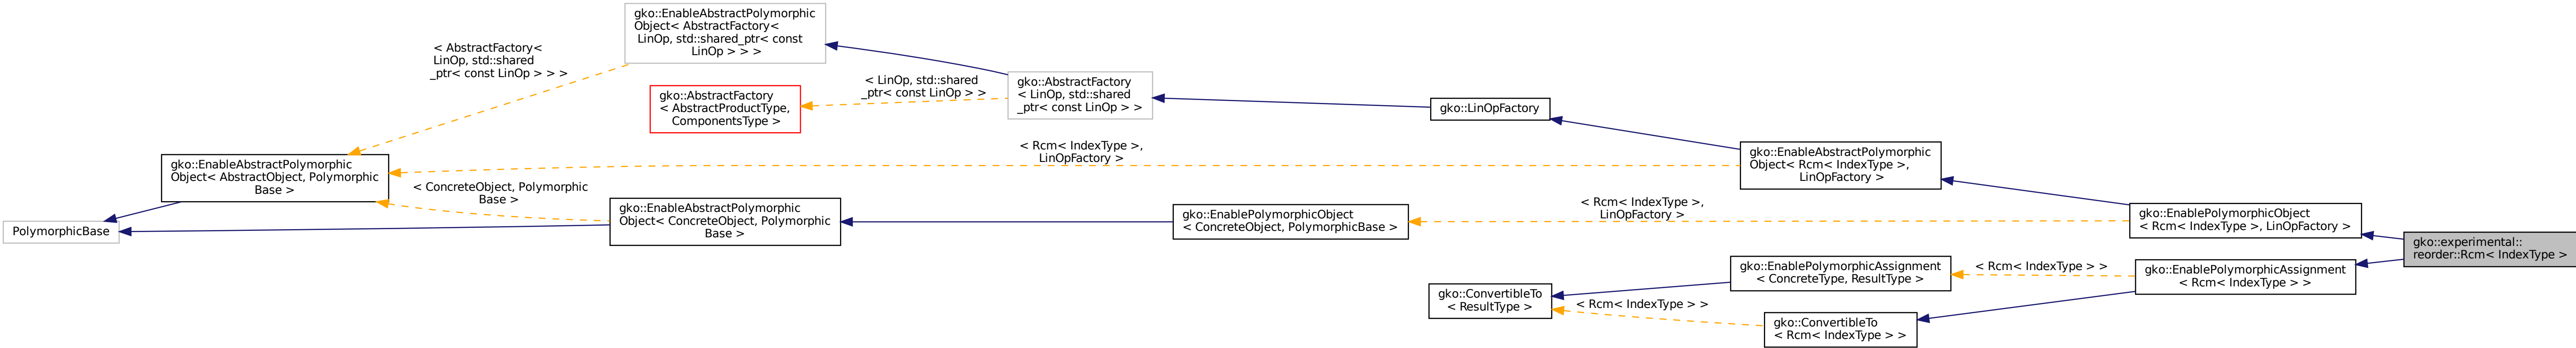 PolymorphicBase
gko::EnableAbstractPolymorphic
Object< AbstractObject, Polymorphic
Base >
< AbstractFactory<
LinOp, std::shared
_ptr< const LinOp > > >
< ConcreteObject, Polymorphic
Base >
gko::EnableAbstractPolymorphic
Object< AbstractFactory<
LinOp, std::shared_ptr< const
LinOp > > >
gko::AbstractFactory
< AbstractProductType,
ComponentsType >
gko::EnableAbstractPolymorphic
Object< ConcreteObject, Polymorphic
Base >
< LinOp, std::shared
_ptr< const LinOp > >
gko::AbstractFactory
< LinOp, std::shared
_ptr< const LinOp > >
< Rcm< IndexType >,
LinOpFactory >
gko::EnablePolymorphicObject
< ConcreteObject, PolymorphicBase >
gko::LinOpFactory
gko::ConvertibleTo
< ResultType >
< Rcm< IndexType >,
LinOpFactory >
< Rcm< IndexType > >
gko::EnableAbstractPolymorphic
Object< Rcm< IndexType >,
LinOpFactory >
gko::EnablePolymorphicAssignment
< ConcreteType, ResultType >
gko::ConvertibleTo
< Rcm< IndexType > >
< Rcm< IndexType > >
gko::EnablePolymorphicObject
< Rcm< IndexType >, LinOpFactory >
gko::EnablePolymorphicAssignment
< Rcm< IndexType > >
gko::experimental::
reorder::Rcm< IndexType >